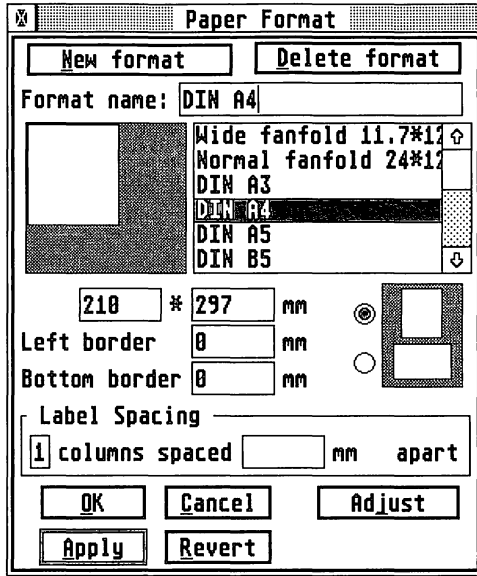 Paper Format
New format Delete format
Format name: DIN A4
Wide fanfold 11.7*12
Normal fanfold 24*12
DIN A3
DIN A4
DIN A5
DIN B5
210 * 297 mm
Left border 0 mm
Bottom border 0 mm
Label Spacing
1 columns spaced mm apart
OK Cancel Adjust
Apply Revert